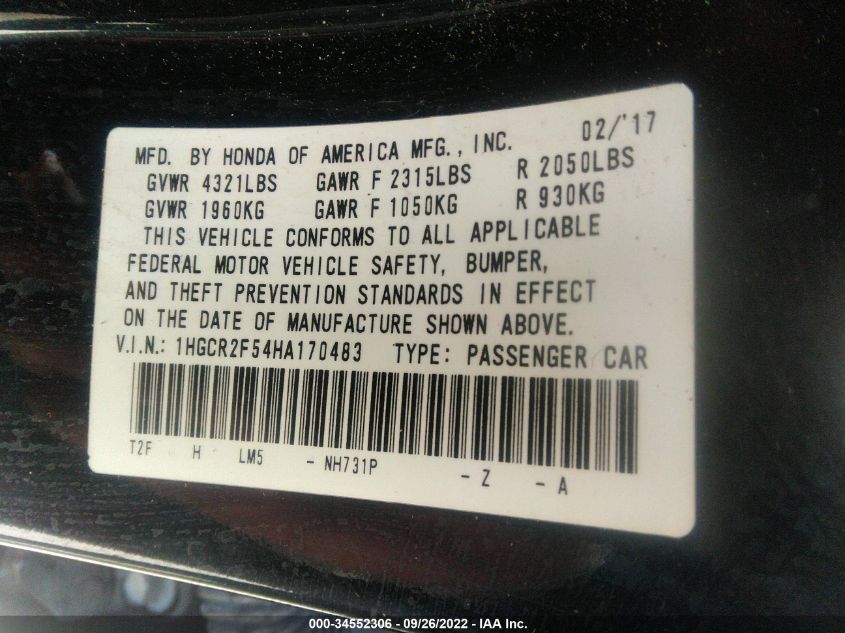 MFD. BY HONDA OF AMERICA MFG., INC. 02/'17
GVWR 4321LBS GAWR F 2315LBS R 2050LBS
GVWR 1960KG GAWR F 1050KG R 930KG
THIS VEHICLE CONFORMS TO ALL APPLICABLE
FEDERAL MOTOR VEHICLE SAFETY, BUMPER,
AND THEFT PREVENTION STANDARDS IN EFFECT
ON THE DATE OF MANUFACTURE SHOWN ABOVE.
V.I.N.: 1HGCR2F54HA170483 TYPE: PASSENGER CAR
T2F H LM5 - NH731P - Z - A
000-34552306 - 09/26/2022 - IAA Inc.